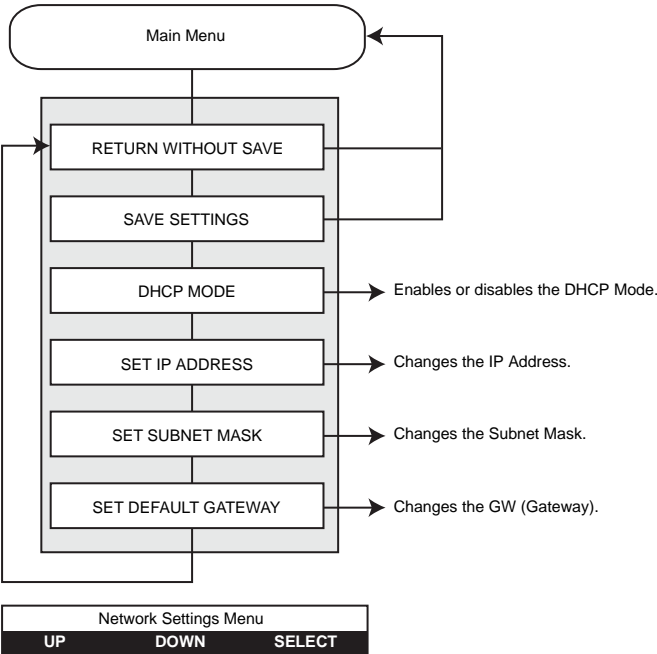 Main Menu
RETURN WITHOUT SAVE
SAVE SETTINGS
DHCP MODE
Enables or disables the DHCP Mode.
SET IP ADDRESS
Changes the IP Address.
SET SUBNET MASK
Changes the Subnet Mask.
SET DEFAULT GATEWAY
Changes the GW (Gateway).
Network Settings Menu
UP DOWN SELECT